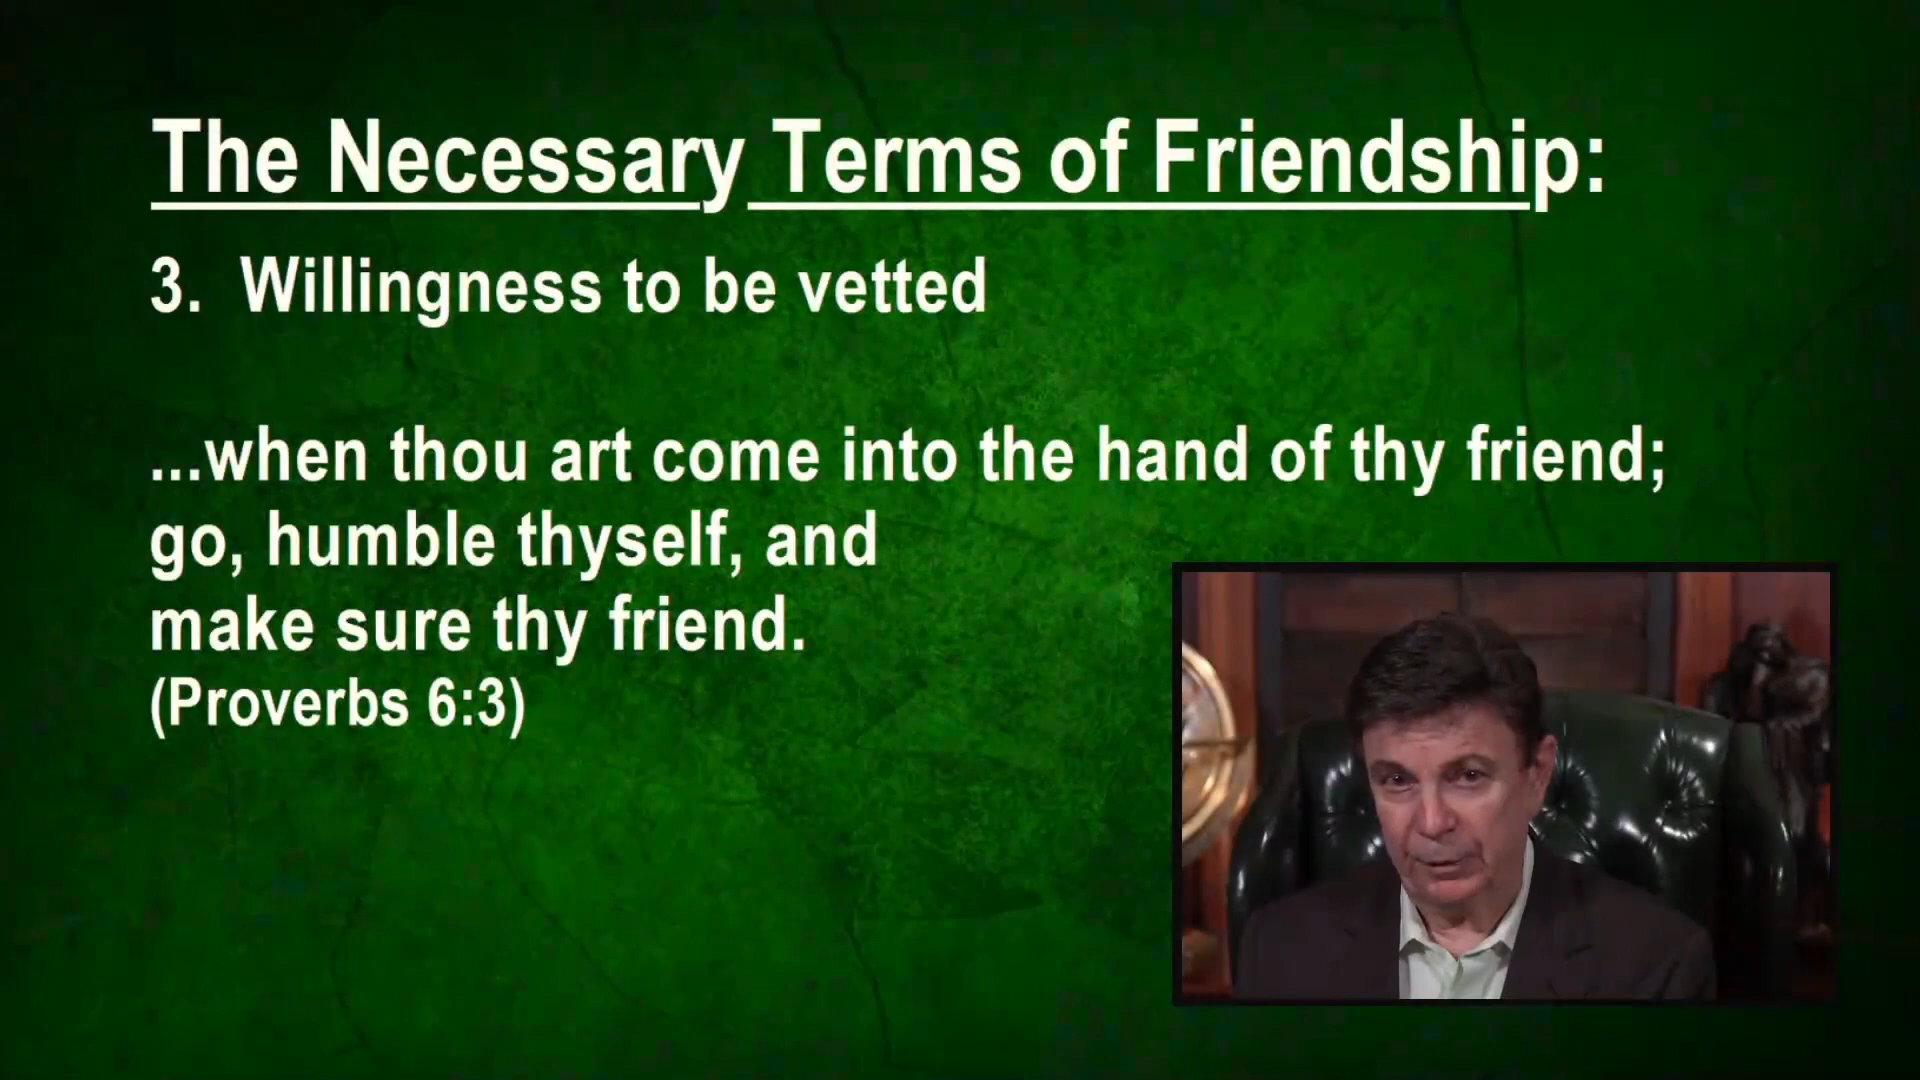 The Necessary Terms of Friendship:
3. Willingness to be vetted
...when thou art come into the hand of thy friend;
go, humble thyself, and
make sure thy friend.
(Proverbs 6:3)